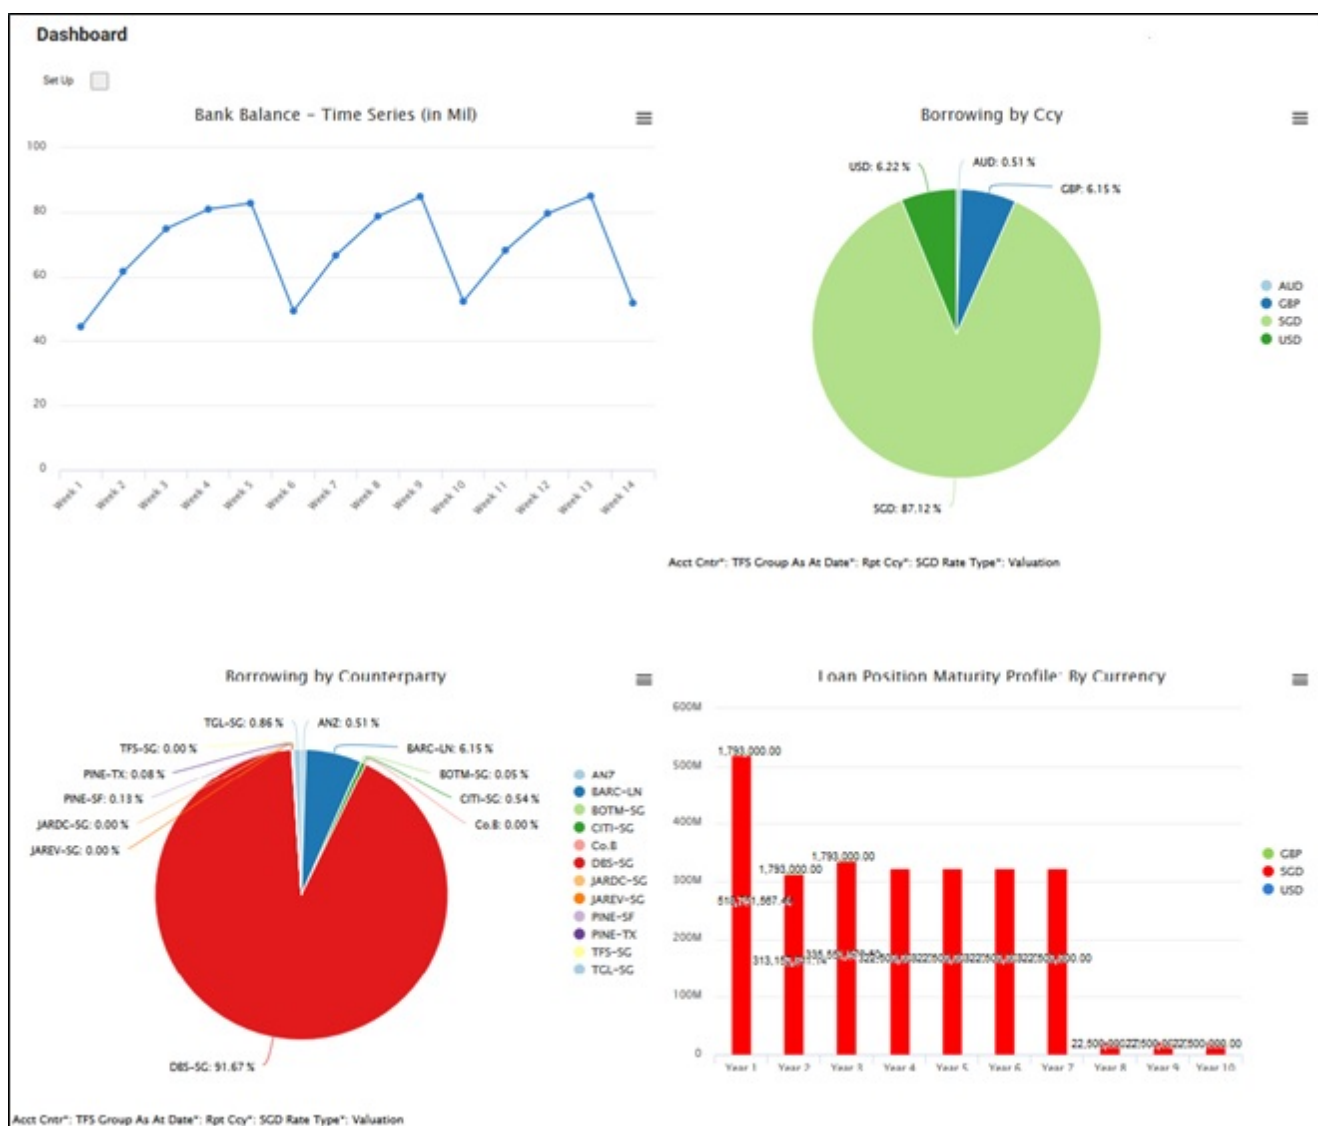 Dashboard
Set Up
Bank Balance - Time Series (in Mil)
100
80
60
40
20
0
Week 1
Week 2
Week 3
Week 4
Week 5
Week 6
Week 7
Week 8
Week 9
Week 10
Week 11
Week 12
Week 13
Week 14
Borrowing by Ccy
USD: 6.22 %
AUD: 0.51 %
GBP: 6.15 %
SGD: 87.12 %
AUD
GBP
SGD
USD
Acct Cntr*: TFS Group As At Date*: Rpt Ccy*: SGD Rate Type*: Valuation
Borrowing by Counterparty
TGL-SG: 0.86 %
ANZ: 0.51 %
TFS-SG: 0.00 %
BARC-LN: 6.15 %
PINE-TX: 0.08 %
BOTM-SG: 0.05 %
PINE-SF: 0.13 %
CITI-SG: 0.54 %
JARDC-SG: 0.00 %
Co.B: 0.00 %
JAREV-SG: 0.00 %
DBS-SG: 91.67 %
ANZ
BARC-LN
BOTM-SG
CITI-SG
Co.B
DBS-SG
JARDC-SG
JAREV-SG
PINE-SF
PINE-TX
TFS-SG
TGL-SG
Acct Cntr*: TFS Group As At Date*: Rpt Ccy*: SGD Rate Type*: Valuation
Loan Position Maturity Profile: By Currency
600M
500M
400M
300M
200M
100M
0
1,793,000.00
1,793,000.00
1,793,000.00
Year 1
Year 2
Year 3
Year 4
Year 5
Year 6
Year 7
Year 8
Year 9
Year 10
GBP
SGD
USD